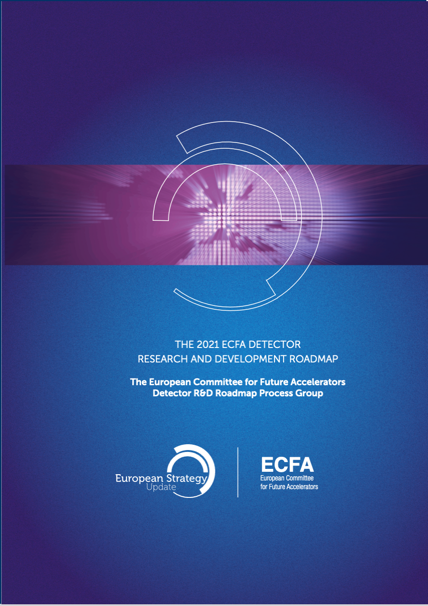 THE 2021 ECFA DETECTOR
RESEARCH AND DEVELOPMENT ROADMAP
The European Committee for Future Accelerators
Detector R&D Roadmap Process Group
European Strategy
Update
ECFA
European Committee
for Future Accelerators